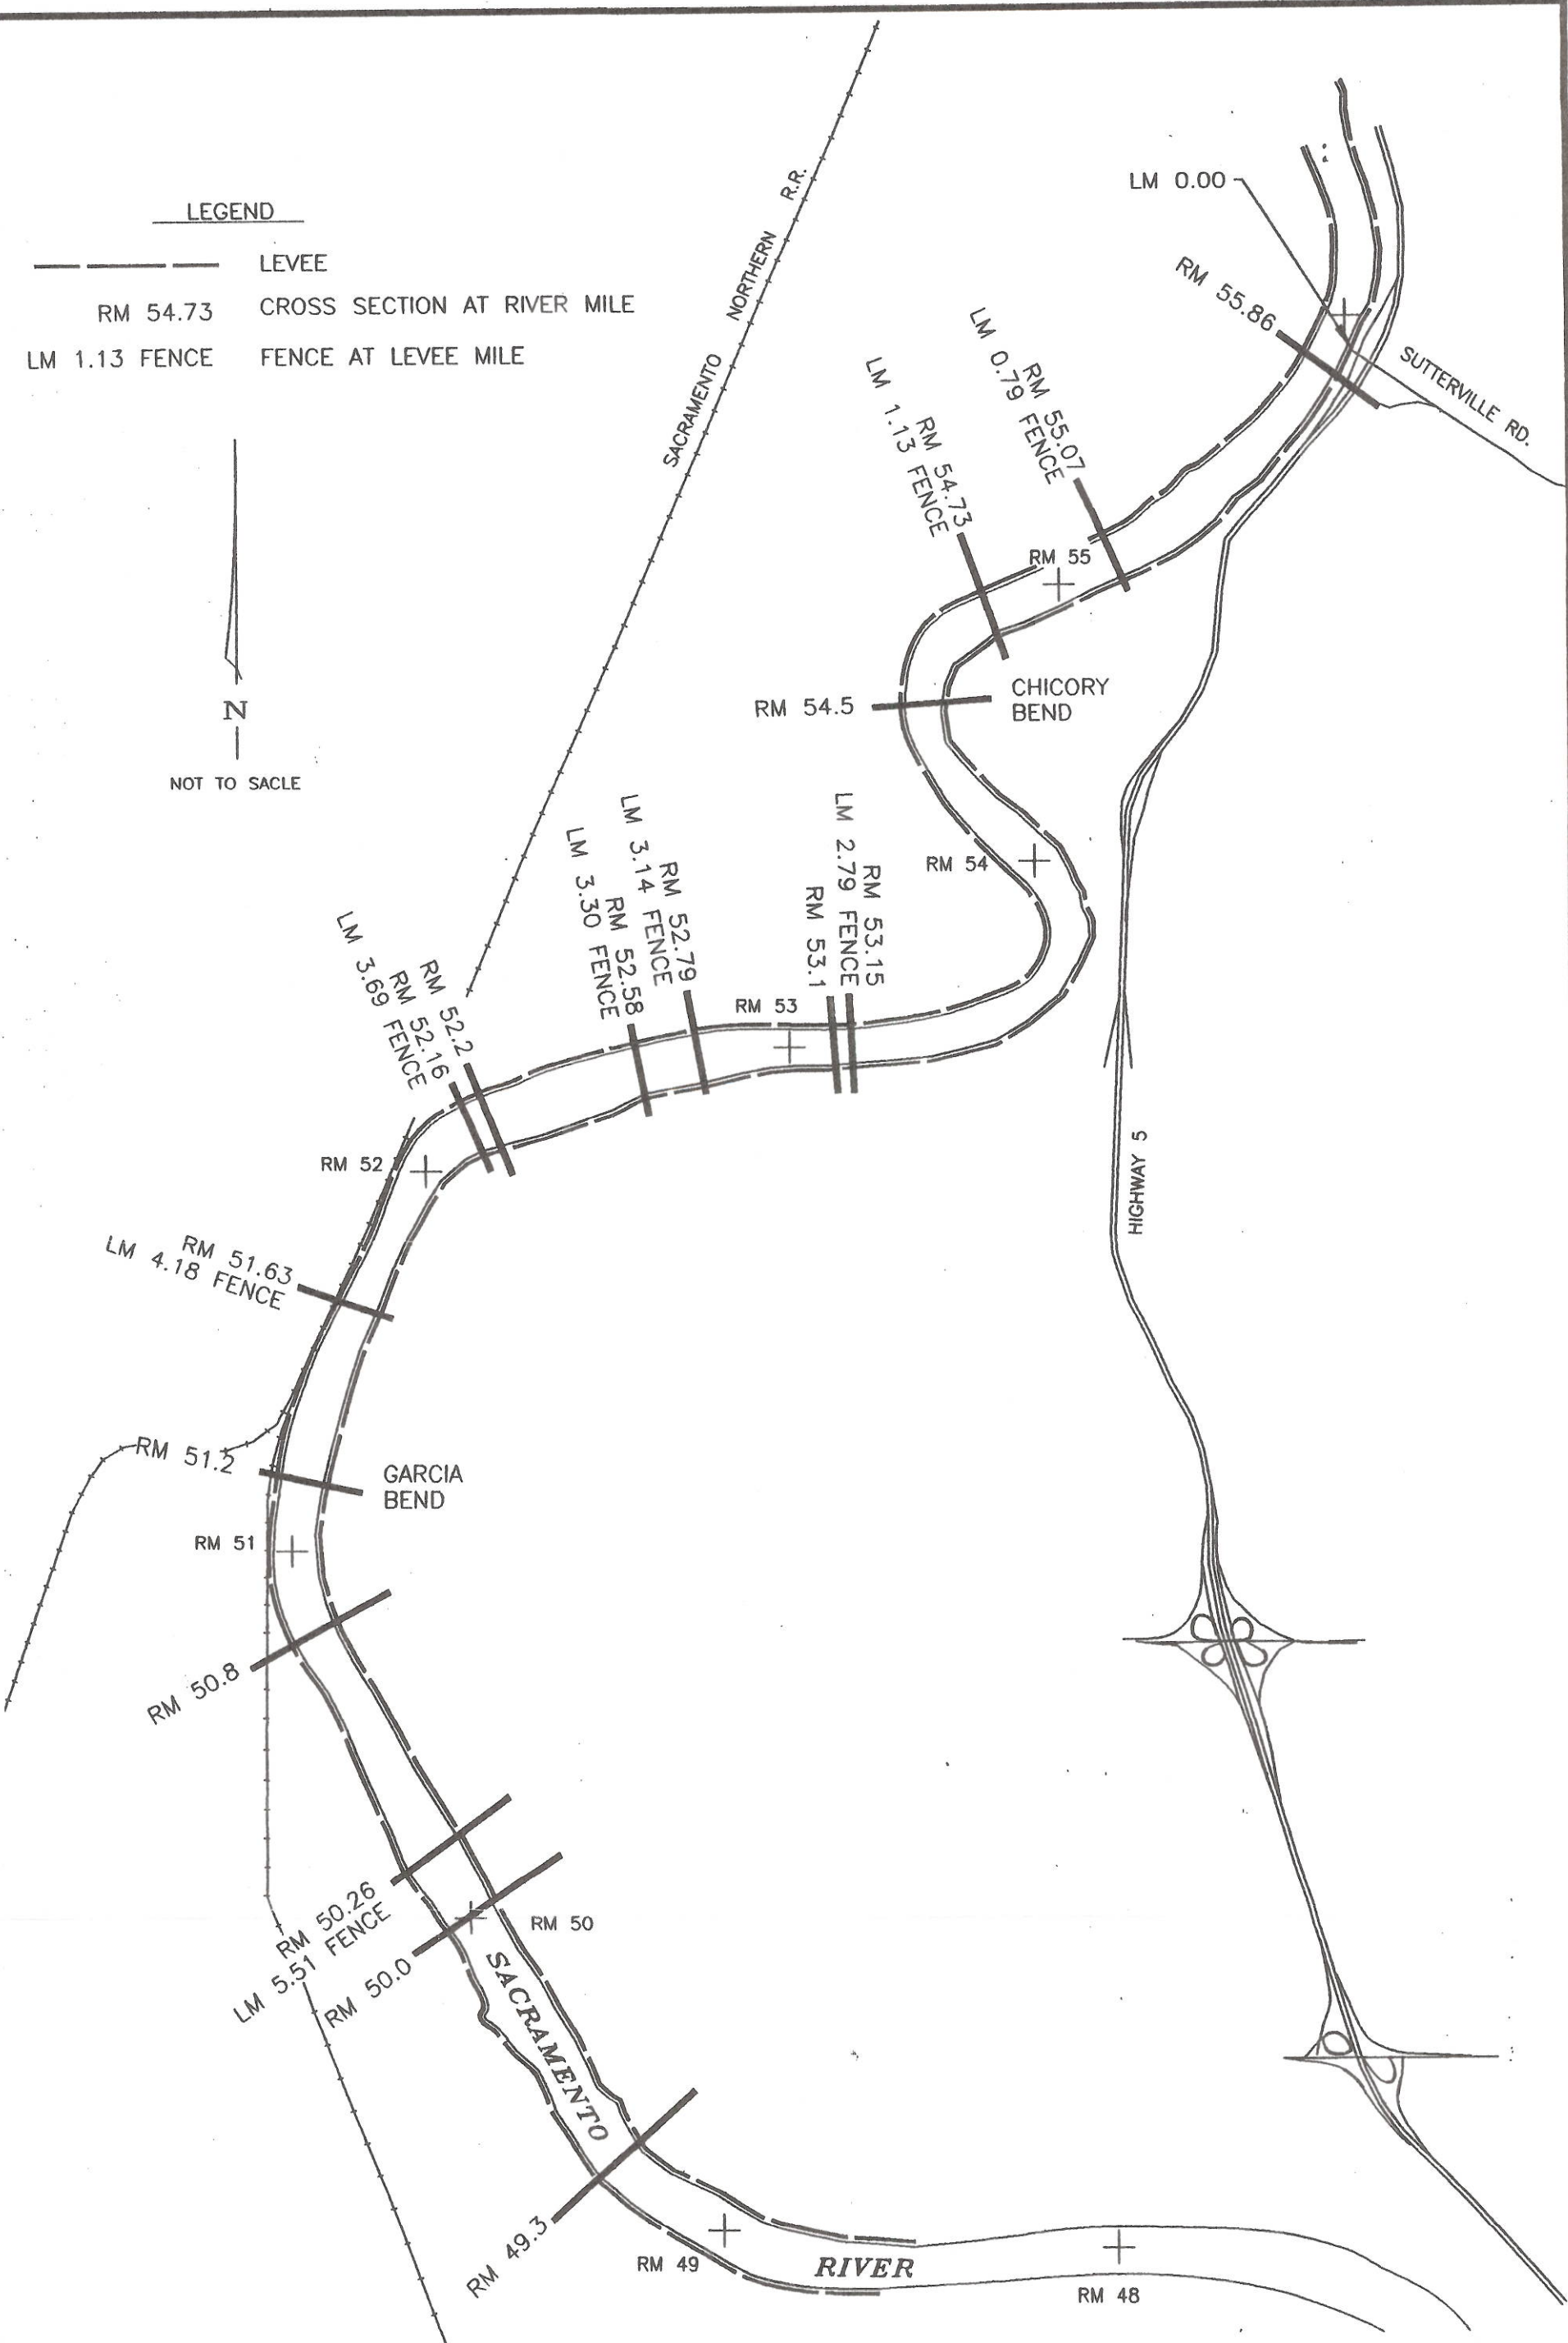 LEGEND
LEVEE
RM 54.73 CROSS SECTION AT RIVER MILE
LM 1.13 FENCE FENCE AT LEVEE MILE
N
NOT TO SACLE
SACRAMENTO NORTHERN R.R.
LM 0.00
RM 55.86
SUTTERVILLE RD.
RM 55.07
LM 0.79 FENCE
RM 54.73
LM 1.13 FENCE
RM 55
RM 54.5
CHICORY
BEND
RM 54
RM 53.15
LM 2.79 FENCE
RM 53.1
RM 53
RM 52.79
LM 3.14 FENCE
RM 52.58
LM 3.30 FENCE
RM 52.2
RM 52.16
LM 3.69 FENCE
RM 52
HIGHWAY 5
RM 51.63
LM 4.18 FENCE
RM 51.2
GARCIA
BEND
RM 51
RM 50.8
RM 50.26
LM 5.51 FENCE
RM 50.0
RM 50
SACRAMENTO
RM 49.3
RM 49
RIVER
RM 48